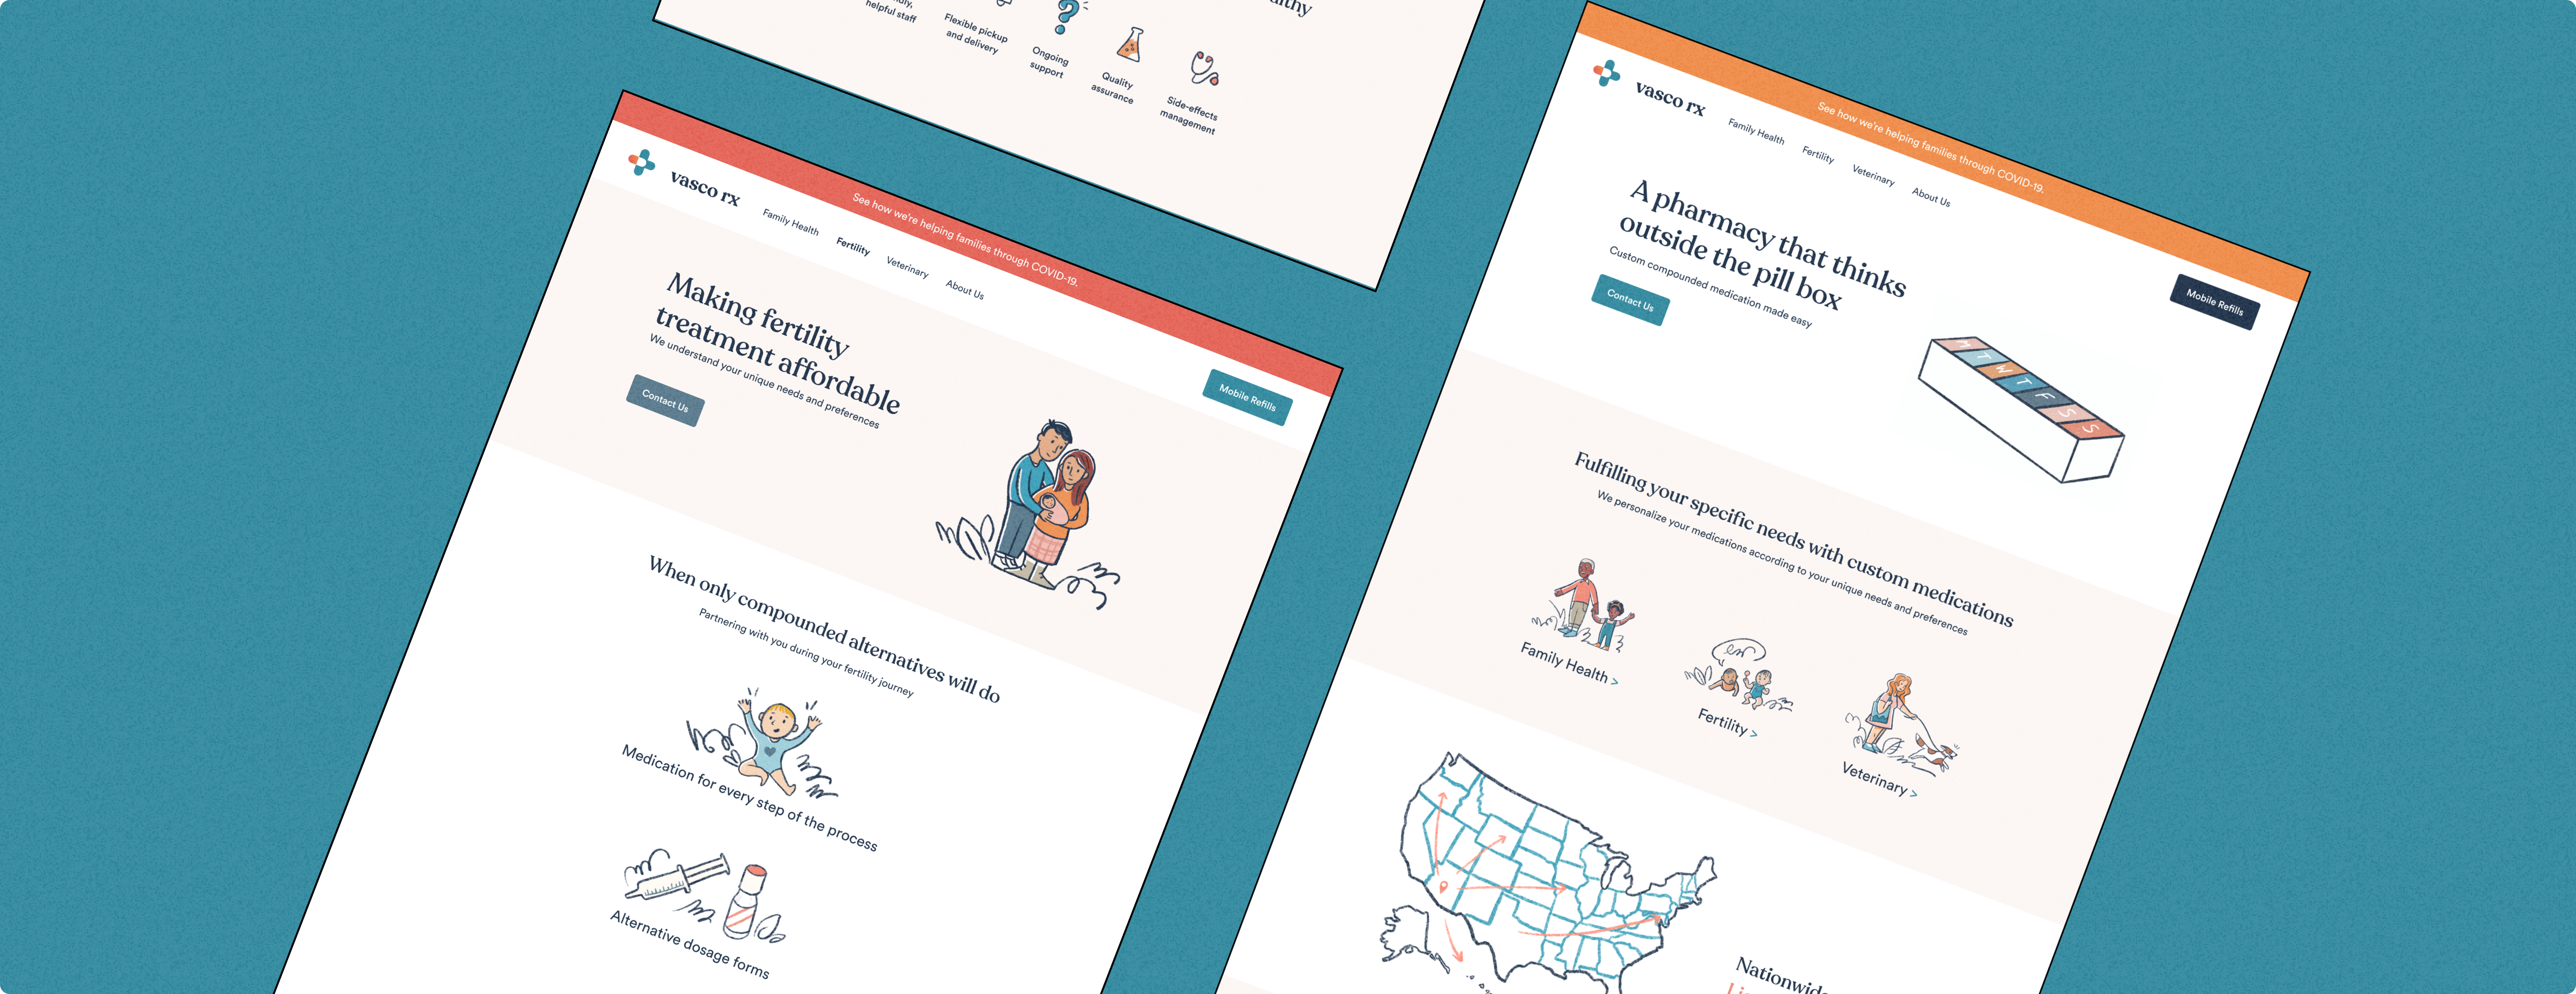 helpful staff
Flexible pickup
and delivery
Ongoing
support
Quality
assurance
Side-effects
management
See how we're helping families through COVID-19.
vasco rx
Family Health
Fertility
Veterinary
About Us
Mobile Refills
Making fertility
treatment affordable
We understand your unique needs and preferences
Contact Us
When only compounded alternatives will do
Partnering with you during your fertility journey
Medication for every step of the process
Alternative dosage forms
See how we're helping families through COVID-19.
vasco rx
Family Health
Fertility
Veterinary
About Us
Mobile Refills
A pharmacy that thinks
outside the pill box
Custom compounded medication made easy
Contact Us
M T W T F S S
Fulfilling your specific needs with custom medications
We personalize your medications according to your unique needs and preferences
Family Health >
Fertility >
Veterinary >